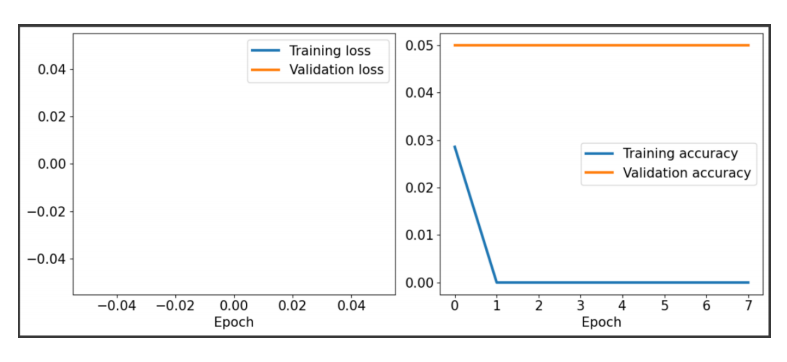 Training loss
Validation loss
0.04
0.02
0.00
−0.02
−0.04
−0.04 −0.02 0.00 0.02 0.04
Epoch
0.05
0.04
0.03
0.02
0.01
0.00
Training accuracy
Validation accuracy
0 1 2 3 4 5 6 7
Epoch